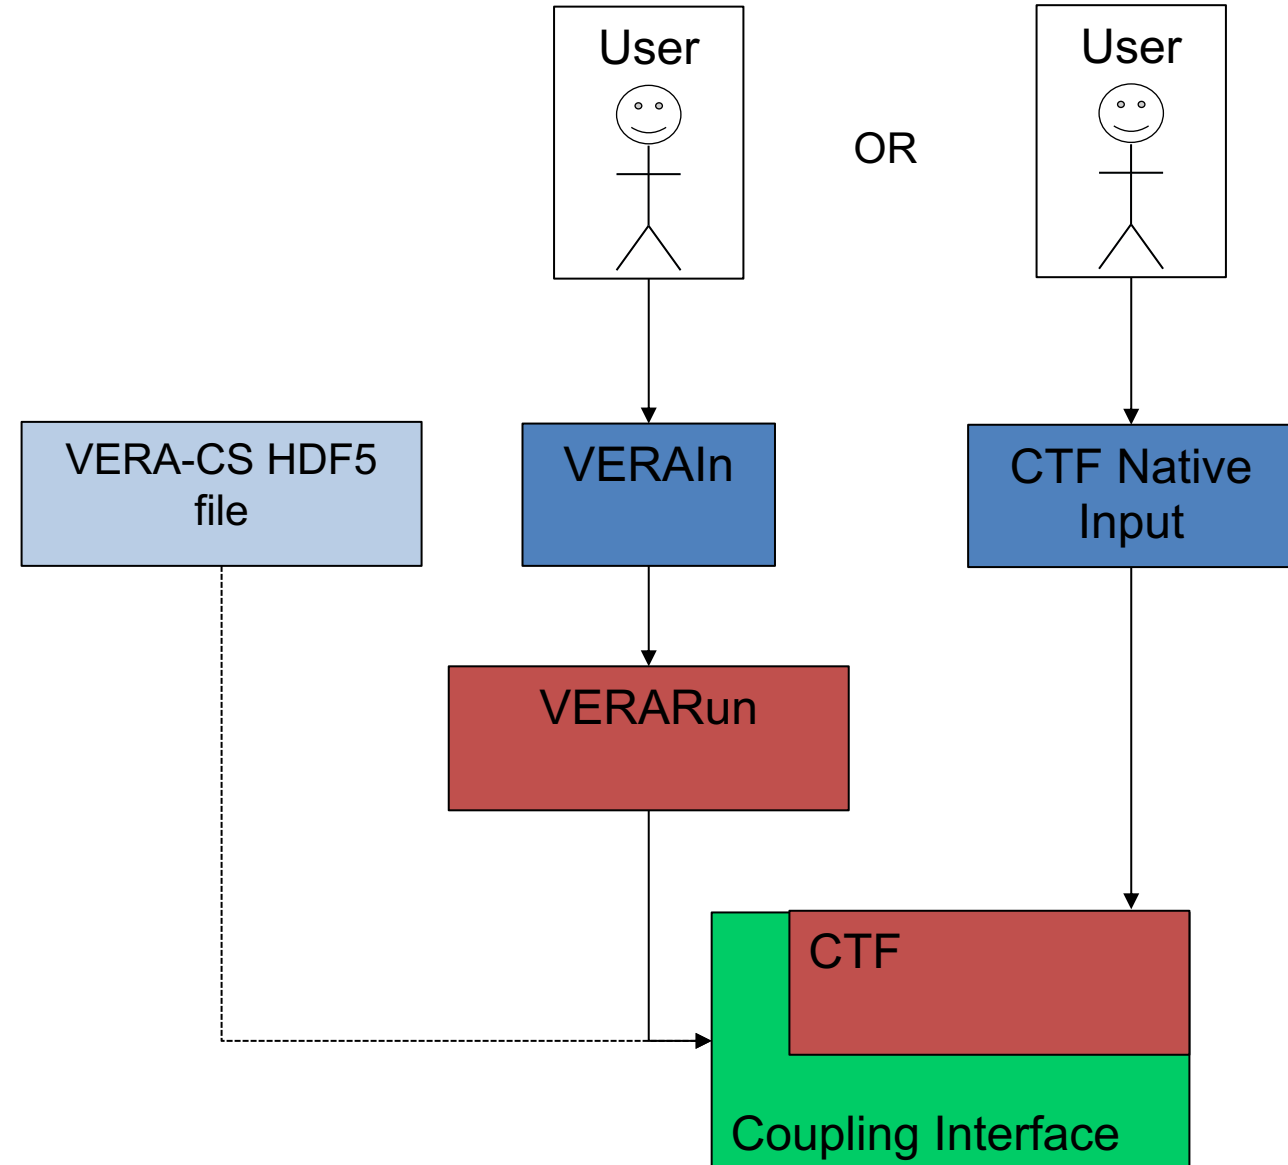 User
User
OR
VERA-CS HDF5
file
VERAIn
CTF Native
Input
VERARun
CTF
Coupling Interface